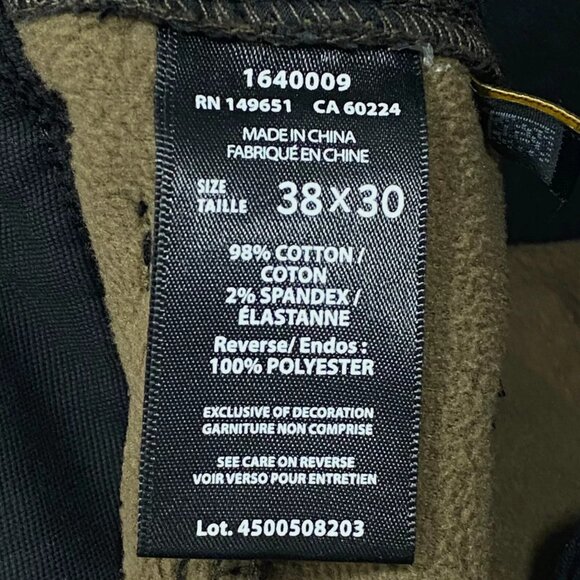 1640009
RN 149651 CA 60224
MADE IN CHINA
FABRIQUÉ EN CHINE
SIZE
TAILLE
38 X 30
98% COTTON /
COTON
2% SPANDEX /
ÉLASTANNE
Reverse/ Endos :
100% POLYESTER
EXCLUSIVE OF DECORATION
GARNITURE NON COMPRISE
SEE CARE ON REVERSE
VOIR VERSO POUR ENTRETIEN
Lot. 4500508203